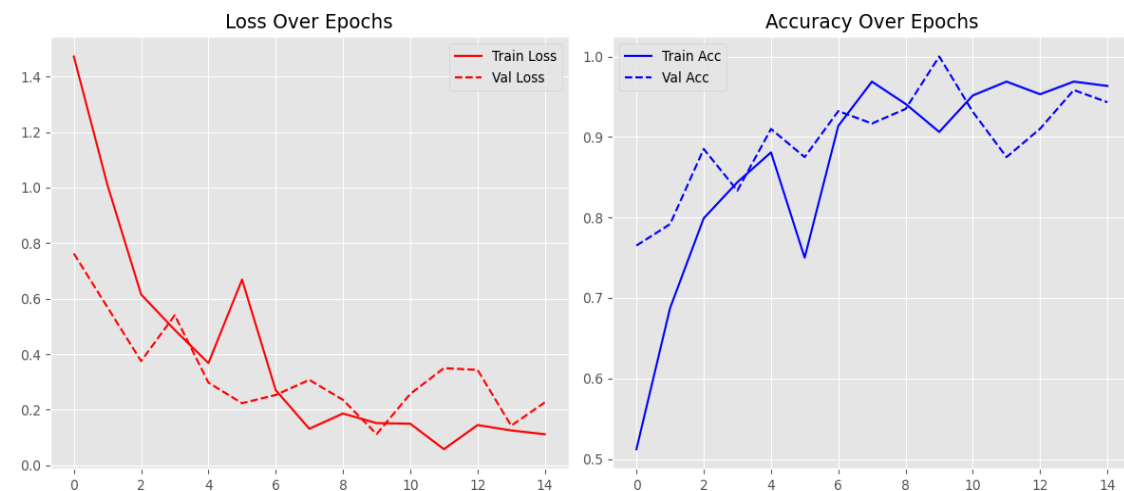 Loss Over Epochs
Train Loss
Val Loss
1.4
1.2
1.0
0.8
0.6
0.4
0.2
0.0
0 2 4 6 8 10 12 14
Accuracy Over Epochs
Train Acc
Val Acc
1.0
0.9
0.8
0.7
0.6
0.5
0 2 4 6 8 10 12 14